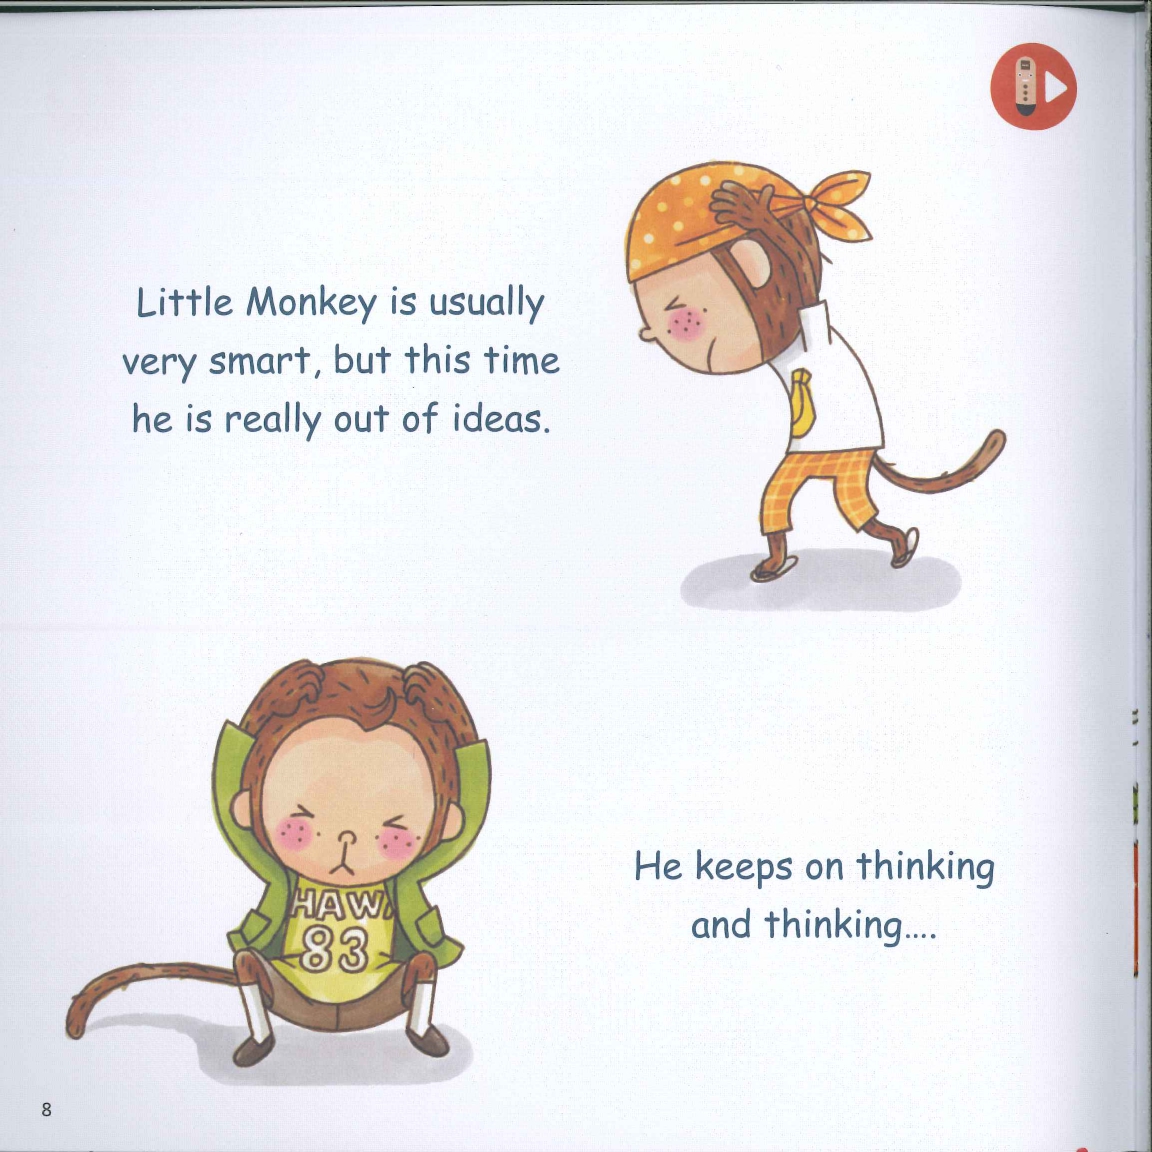 Little Monkey is usually
very smart, but this time
he is really out of ideas.
HAW
83
He keeps on thinking
and thinking....
8